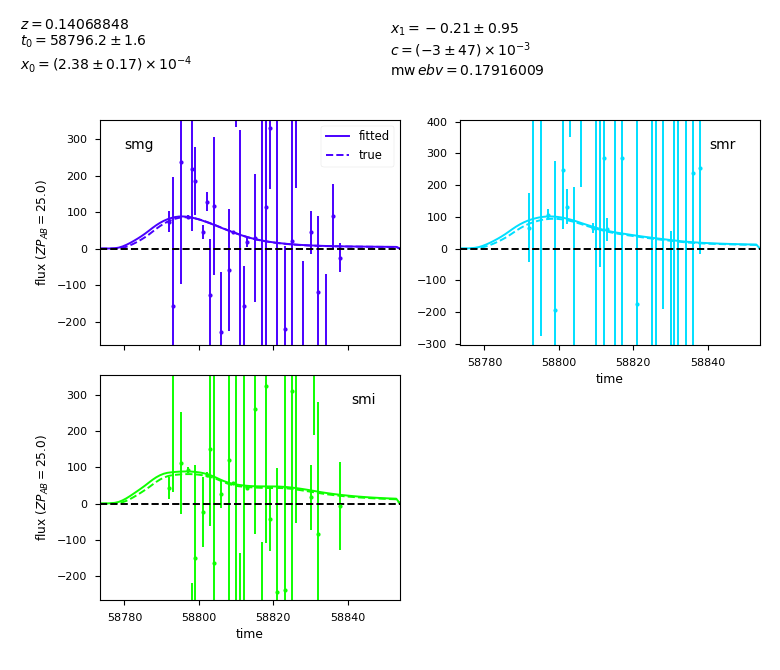 z = 0.14068848
t₀ = 58796.2 ± 1.6
x₀ = (2.38 ± 0.17) × 10⁻⁴
x₁ = −0.21 ± 0.95
c = (−3 ± 47) × 10⁻³
mw ebv = 0.17916009
smg
fitted
true
300
200
100
0
−100
−200
flux (ZP_AB = 25.0)
smr
400
300
200
100
0
−100
−200
−300
58780 58800 58820 58840
time
smi
300
200
100
0
−100
−200
flux (ZP_AB = 25.0)
58780 58800 58820 58840
time